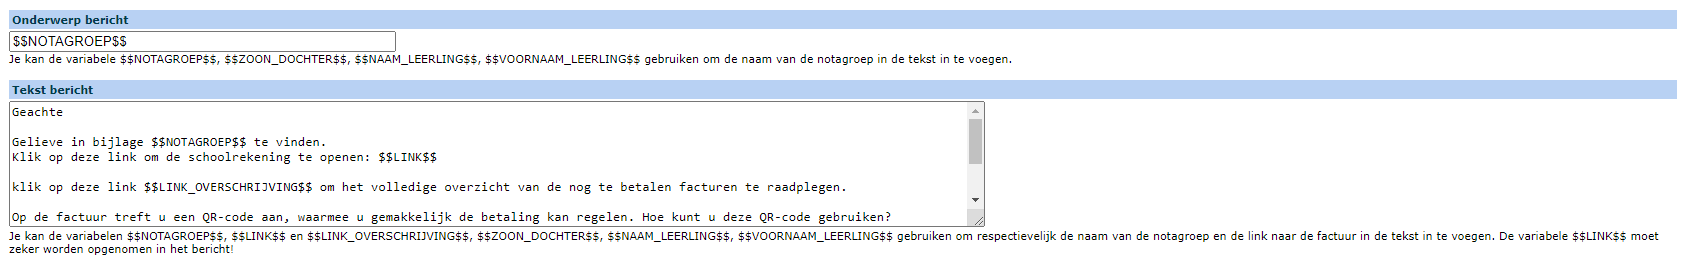 Onderwerp bericht
$$NOTAGROEP$$
Je kan de variabele $$NOTAGROEP$$, $$ZOON_DOCHTER$$, $$NAAM_LEERLING$$, $$VOORNAAM_LEERLING$$ gebruiken om de naam van de notagroep in de tekst in te voegen.
Tekst bericht
Geachte
Gelieve in bijlage $$NOTAGROEP$$ te vinden.
Klik op deze link om de schoolrekening te openen: $$LINK$$
klik op deze link $$LINK_OVERSCHRIJVING$$ om het volledige overzicht van de nog te betalen facturen te raadplegen.
Op de factuur treft u een QR-code aan, waarmee u gemakkelijk de betaling kan regelen. Hoe kunt u deze QR-code gebruiken?
Je kan de variabelen $$NOTAGROEP$$, $$LINK$$ en $$LINK_OVERSCHRIJVING$$, $$ZOON_DOCHTER$$, $$NAAM_LEERLING$$, $$VOORNAAM_LEERLING$$ gebruiken om respectievelijk de naam van de notagroep en de link naar de factuur in de tekst in te voegen. De variabele $$LINK$$ moet
zeker worden opgenomen in het bericht!